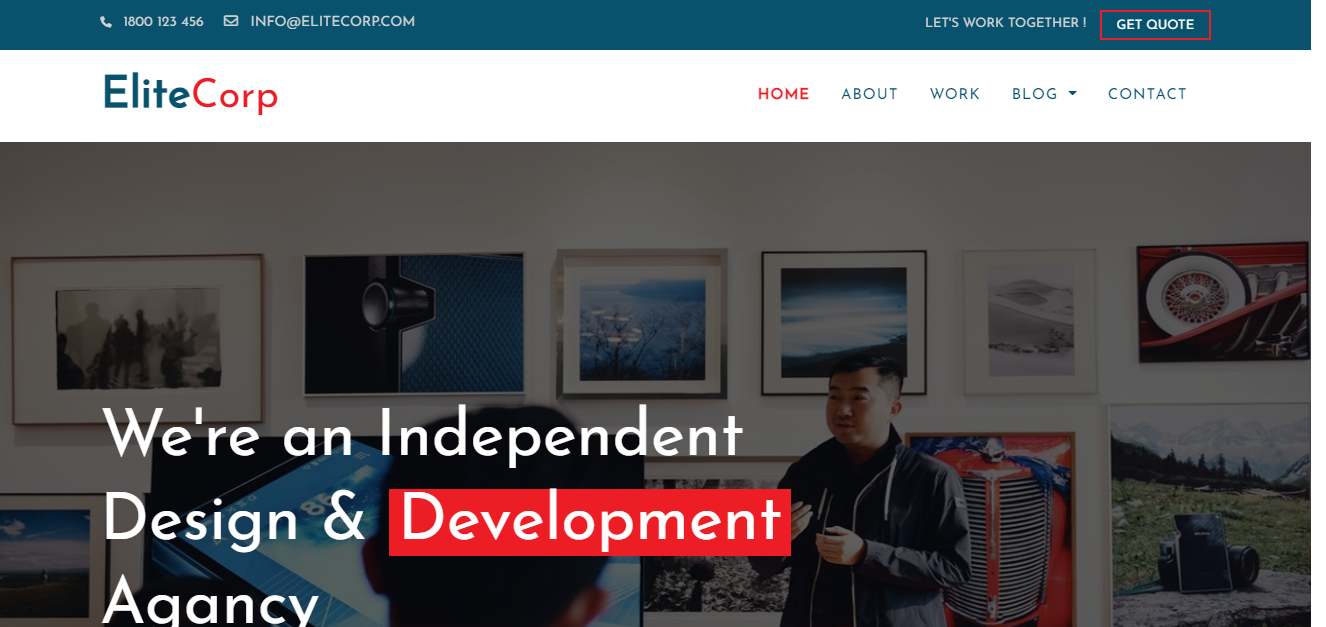 1800 123 456 INFO@ELITECORP.COM LET'S WORK TOGETHER ! GET QUOTE
EliteCorp HOME ABOUT WORK BLOG CONTACT
We're an Independent
Design & Development
Agancy